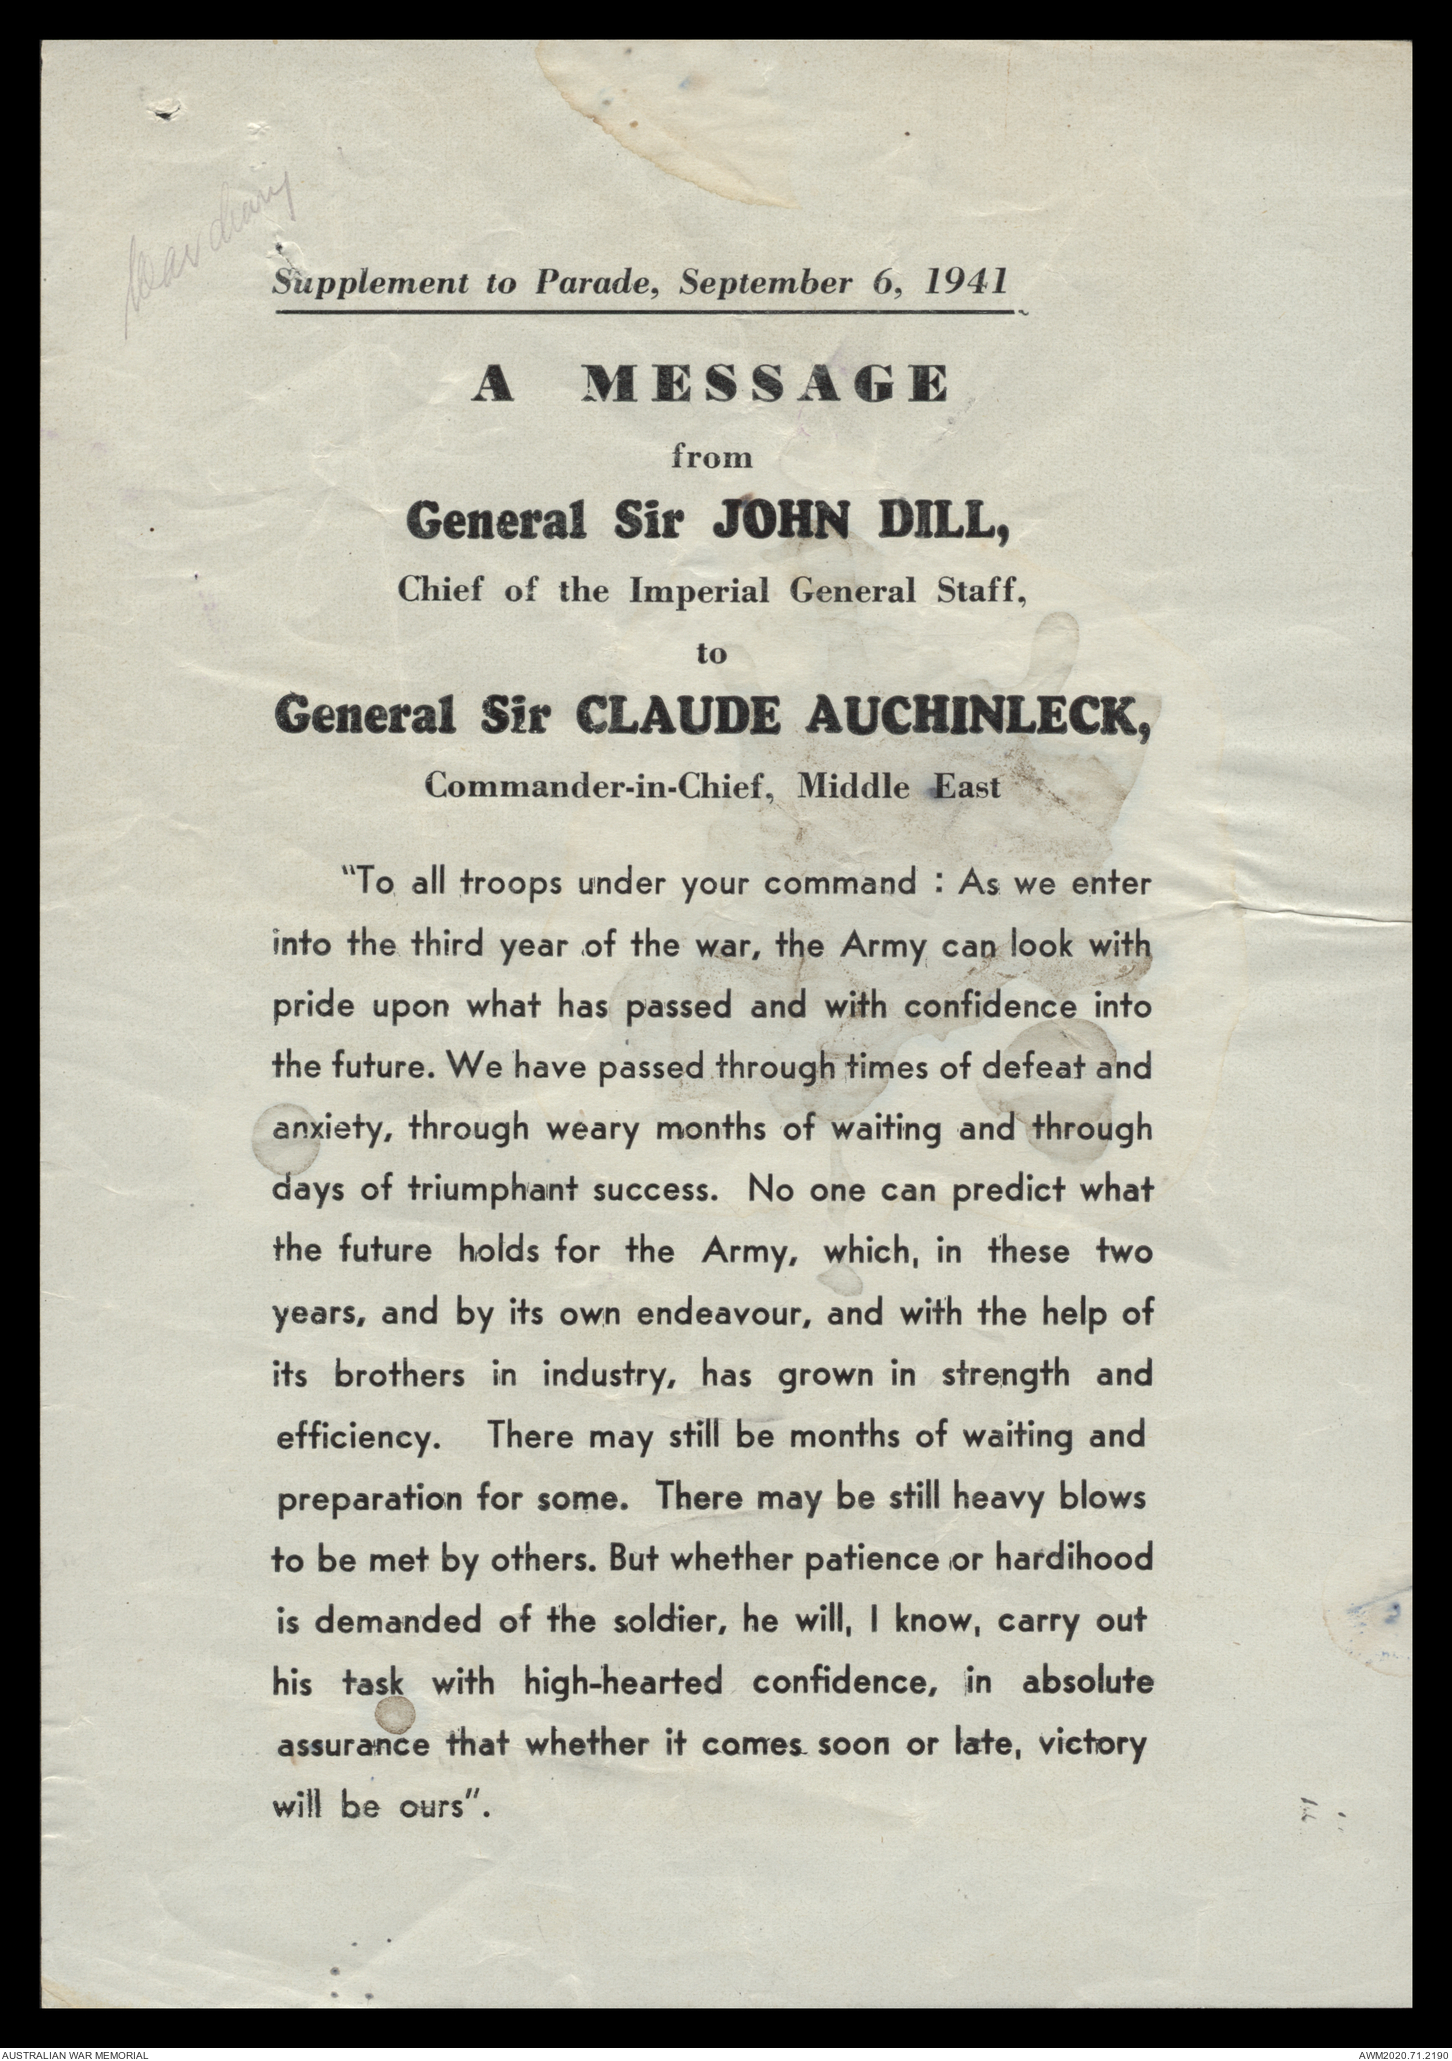 War diary
Supplement to Parade, September 6, 1941
A MESSAGE
from
General Sir JOHN DILL,
Chief of the Imperial General Staff,
to
General Sir CLAUDE AUCHINLECK,
Commander-in-Chief, Middle East
"To all troops under your command : As we enter
into the third year of the war, the Army can look with
pride upon what has passed and with confidence into
the future. We have passed through times of defeat and
anxiety, through weary months of waiting and through
days of triumphant success. No one can predict what
the future holds for the Army, which, in these two
years, and by its own endeavour, and with the help of
its brothers in industry, has grown in strength and
efficiency. There may still be months of waiting and
preparation for some. There may be still heavy blows
to be met by others. But whether patience or hardihood
is demanded of the soldier, he will, I know, carry out
his task with high-hearted confidence, in absolute
assurance that whether it comes soon or late, victory
will be ours".
AUSTRALIAN WAR MEMORIAL
AWM2020.71.2190